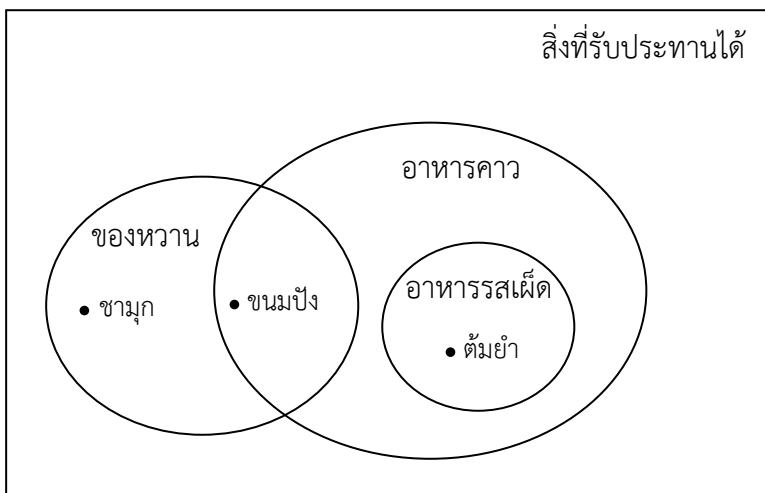 สิ่งที่รับประทานได้
อาหารคาว
ของหวาน
อาหารรสเผ็ด
ชามุก
ขนมปัง
ต้มยำ